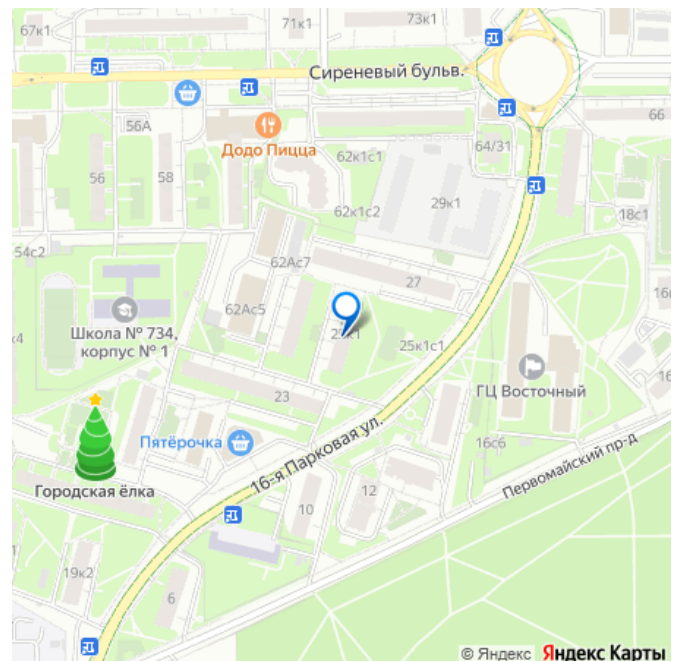 67к1
71к1
73к1
Сиреневый бульв.
56А
66
Додо Пицца
62к1с1
64/31
56
58
29к1
62к1с2
18с1
54с2
62Ас7
27
62Ас5
Школа № 734,
корпус № 1
25к1с1
ГЦ Восточный
23
Пятёрочка
16-я Парковая ул.
16с6
Первомайский пр-д
Городская ёлка
12
10
19к2
6
© Яндекс Яндекс Карты